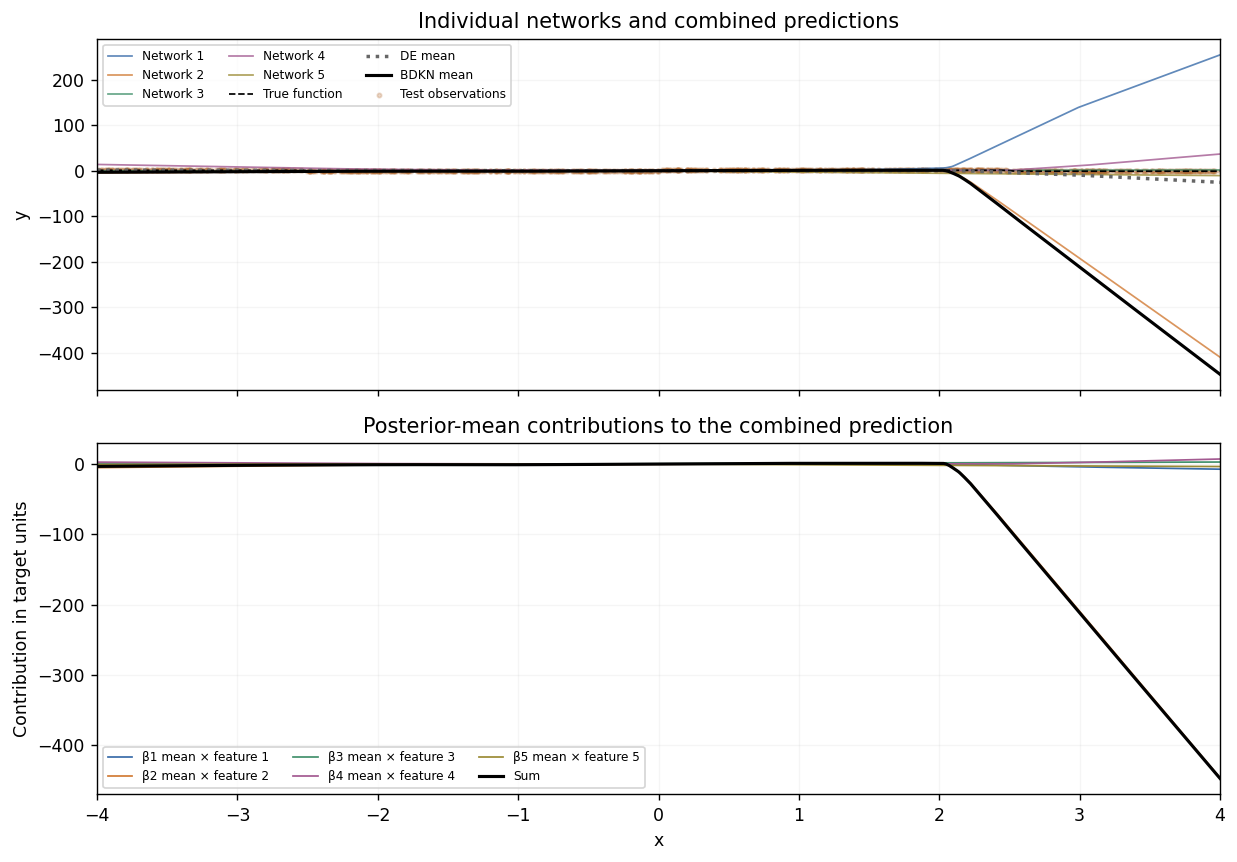 Individual networks and combined predictions
Network 1 Network 4 DE mean
Network 2 Network 5 BDKN mean
Network 3 True function Test observations
200
100
0
−100
−200
−300
−400
y
Posterior-mean contributions to the combined prediction
0
−100
−200
−300
−400
Contribution in target units
β1 mean × feature 1 β3 mean × feature 3 β5 mean × feature 5
β2 mean × feature 2 β4 mean × feature 4 Sum
−4 −3 −2 −1 0 1 2 3 4
x